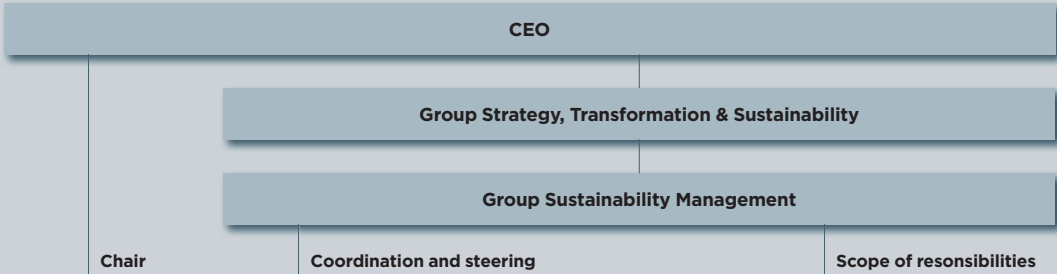 CEO
Group Strategy, Transformation & Sustainability
Group Sustainability Management
Chair
Coordination and steering
Scope of resonsibilities